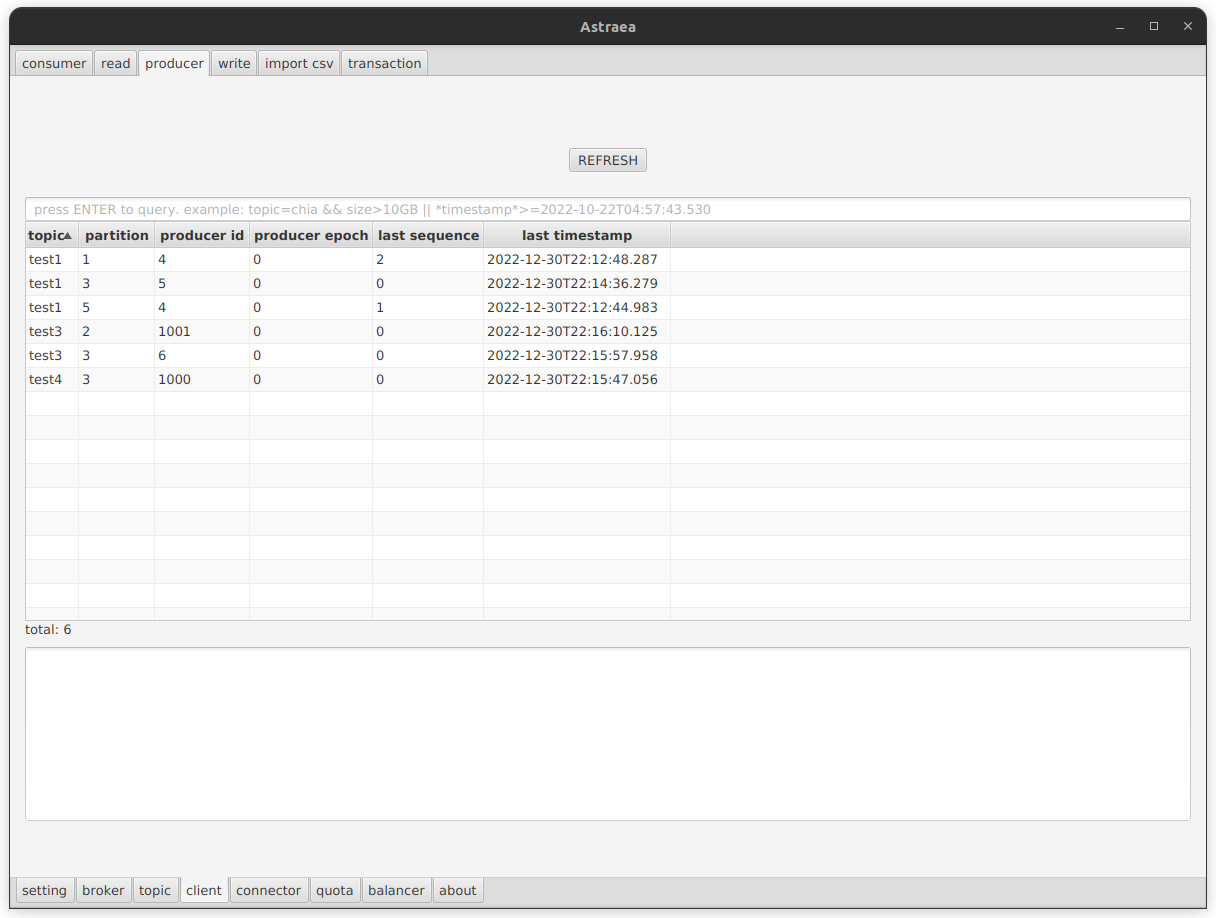 Astraea
consumer read producer write import csv transaction
REFRESH
press ENTER to query. example: topic=chia && size>10GB || *timestamp*>=2022-10-22T04:57:43.530
topic partition producer id producer epoch last sequence last timestamp
test1 1 4 0 2 2022-12-30T22:12:48.287
test1 3 5 0 0 2022-12-30T22:14:36.279
test1 5 4 0 1 2022-12-30T22:12:44.983
test3 2 1001 0 0 2022-12-30T22:16:10.125
test3 3 6 0 0 2022-12-30T22:15:57.958
test4 3 1000 0 0 2022-12-30T22:15:47.056
total: 6
setting broker topic client connector quota balancer about